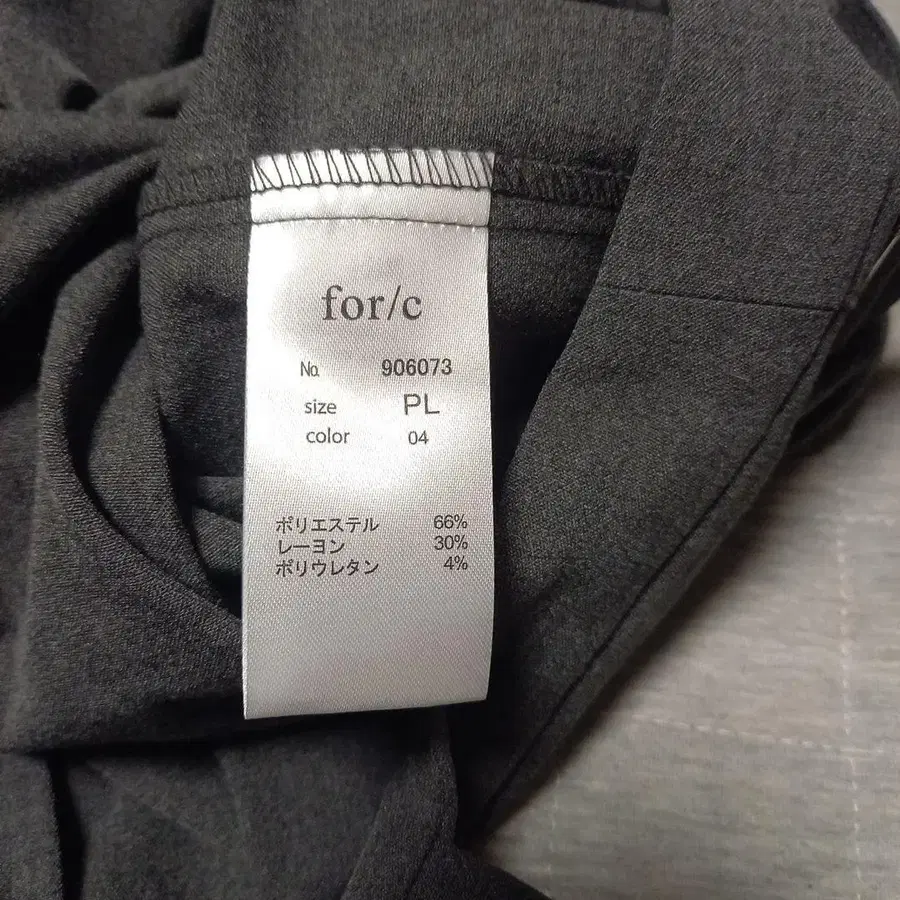 for/c
No. 906073
size PL
color 04
ポリエステル 66%
レーヨン 30%
ポリウレタン 4%